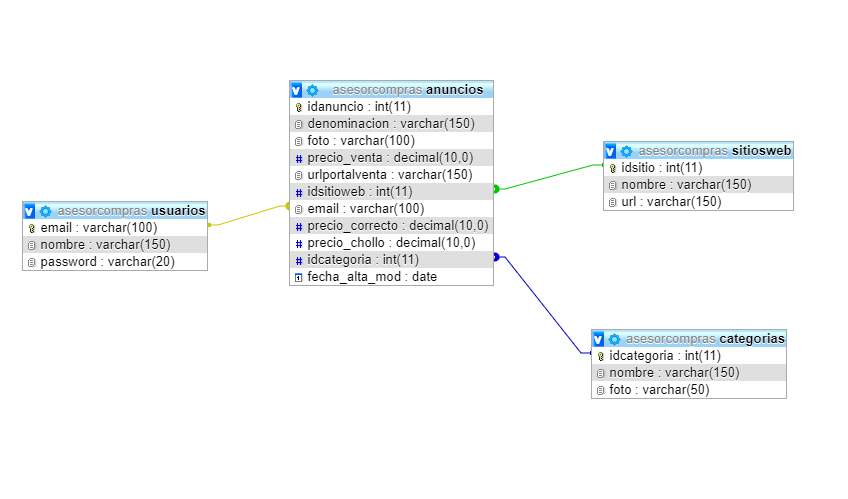 asesorcompras anuncios
idanuncio : int(11)
denominacion : varchar(150)
foto : varchar(100)
precio_venta : decimal(10,0)
urlportalventa : varchar(150)
idsitioweb : int(11)
email : varchar(100)
precio_correcto : decimal(10,0)
precio_chollo : decimal(10,0)
idcategoria : int(11)
fecha_alta_mod : date
asesorcompras sitiosweb
idsitio : int(11)
nombre : varchar(150)
url : varchar(150)
asesorcompras usuarios
email : varchar(100)
nombre : varchar(150)
password : varchar(20)
asesorcompras categorias
idcategoria : int(11)
nombre : varchar(150)
foto : varchar(50)